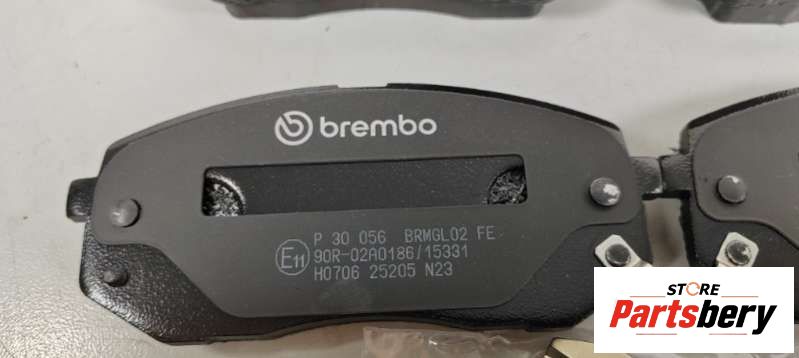 brembo
P 30 056 BRMGL02 FE
E11
90R-02A0186/15331
H0706 25205 N23
STORE
Partsbery